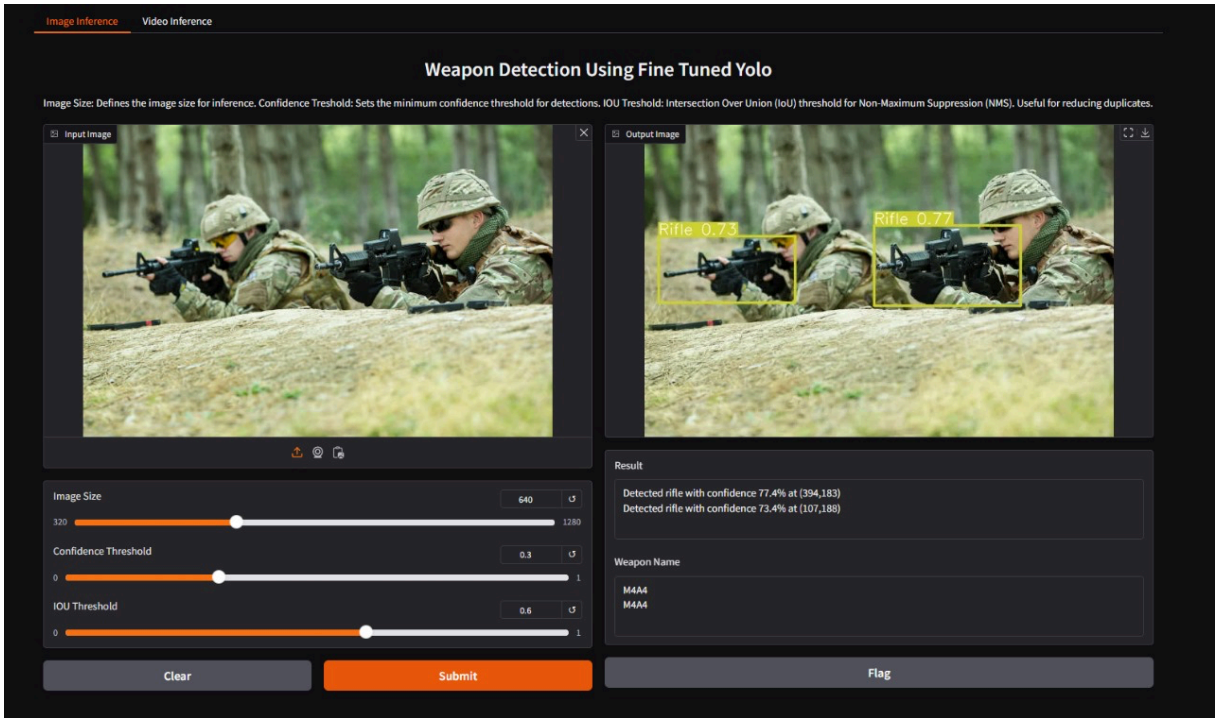 Image Inference
Video Inference
Weapon Detection Using Fine Tuned Yolo
Image Size: Defines the image size for inference. Confidence Treshold: Sets the minimum confidence threshold for detections. IOU Treshold: Intersection Over Union (IoU) threshold for Non-Maximum Suppression (NMS). Useful for reducing duplicates.
Input Image
Output Image
Rifle 0.73
Rifle 0.77
Image Size
640
320
1280
Confidence Threshold
0.3
0
1
IOU Threshold
0.6
0
1
Clear
Submit
Result
Detected rifle with confidence 77.4% at (394,183)
Detected rifle with confidence 73.4% at (107,188)
Weapon Name
M4A4
M4A4
Flag